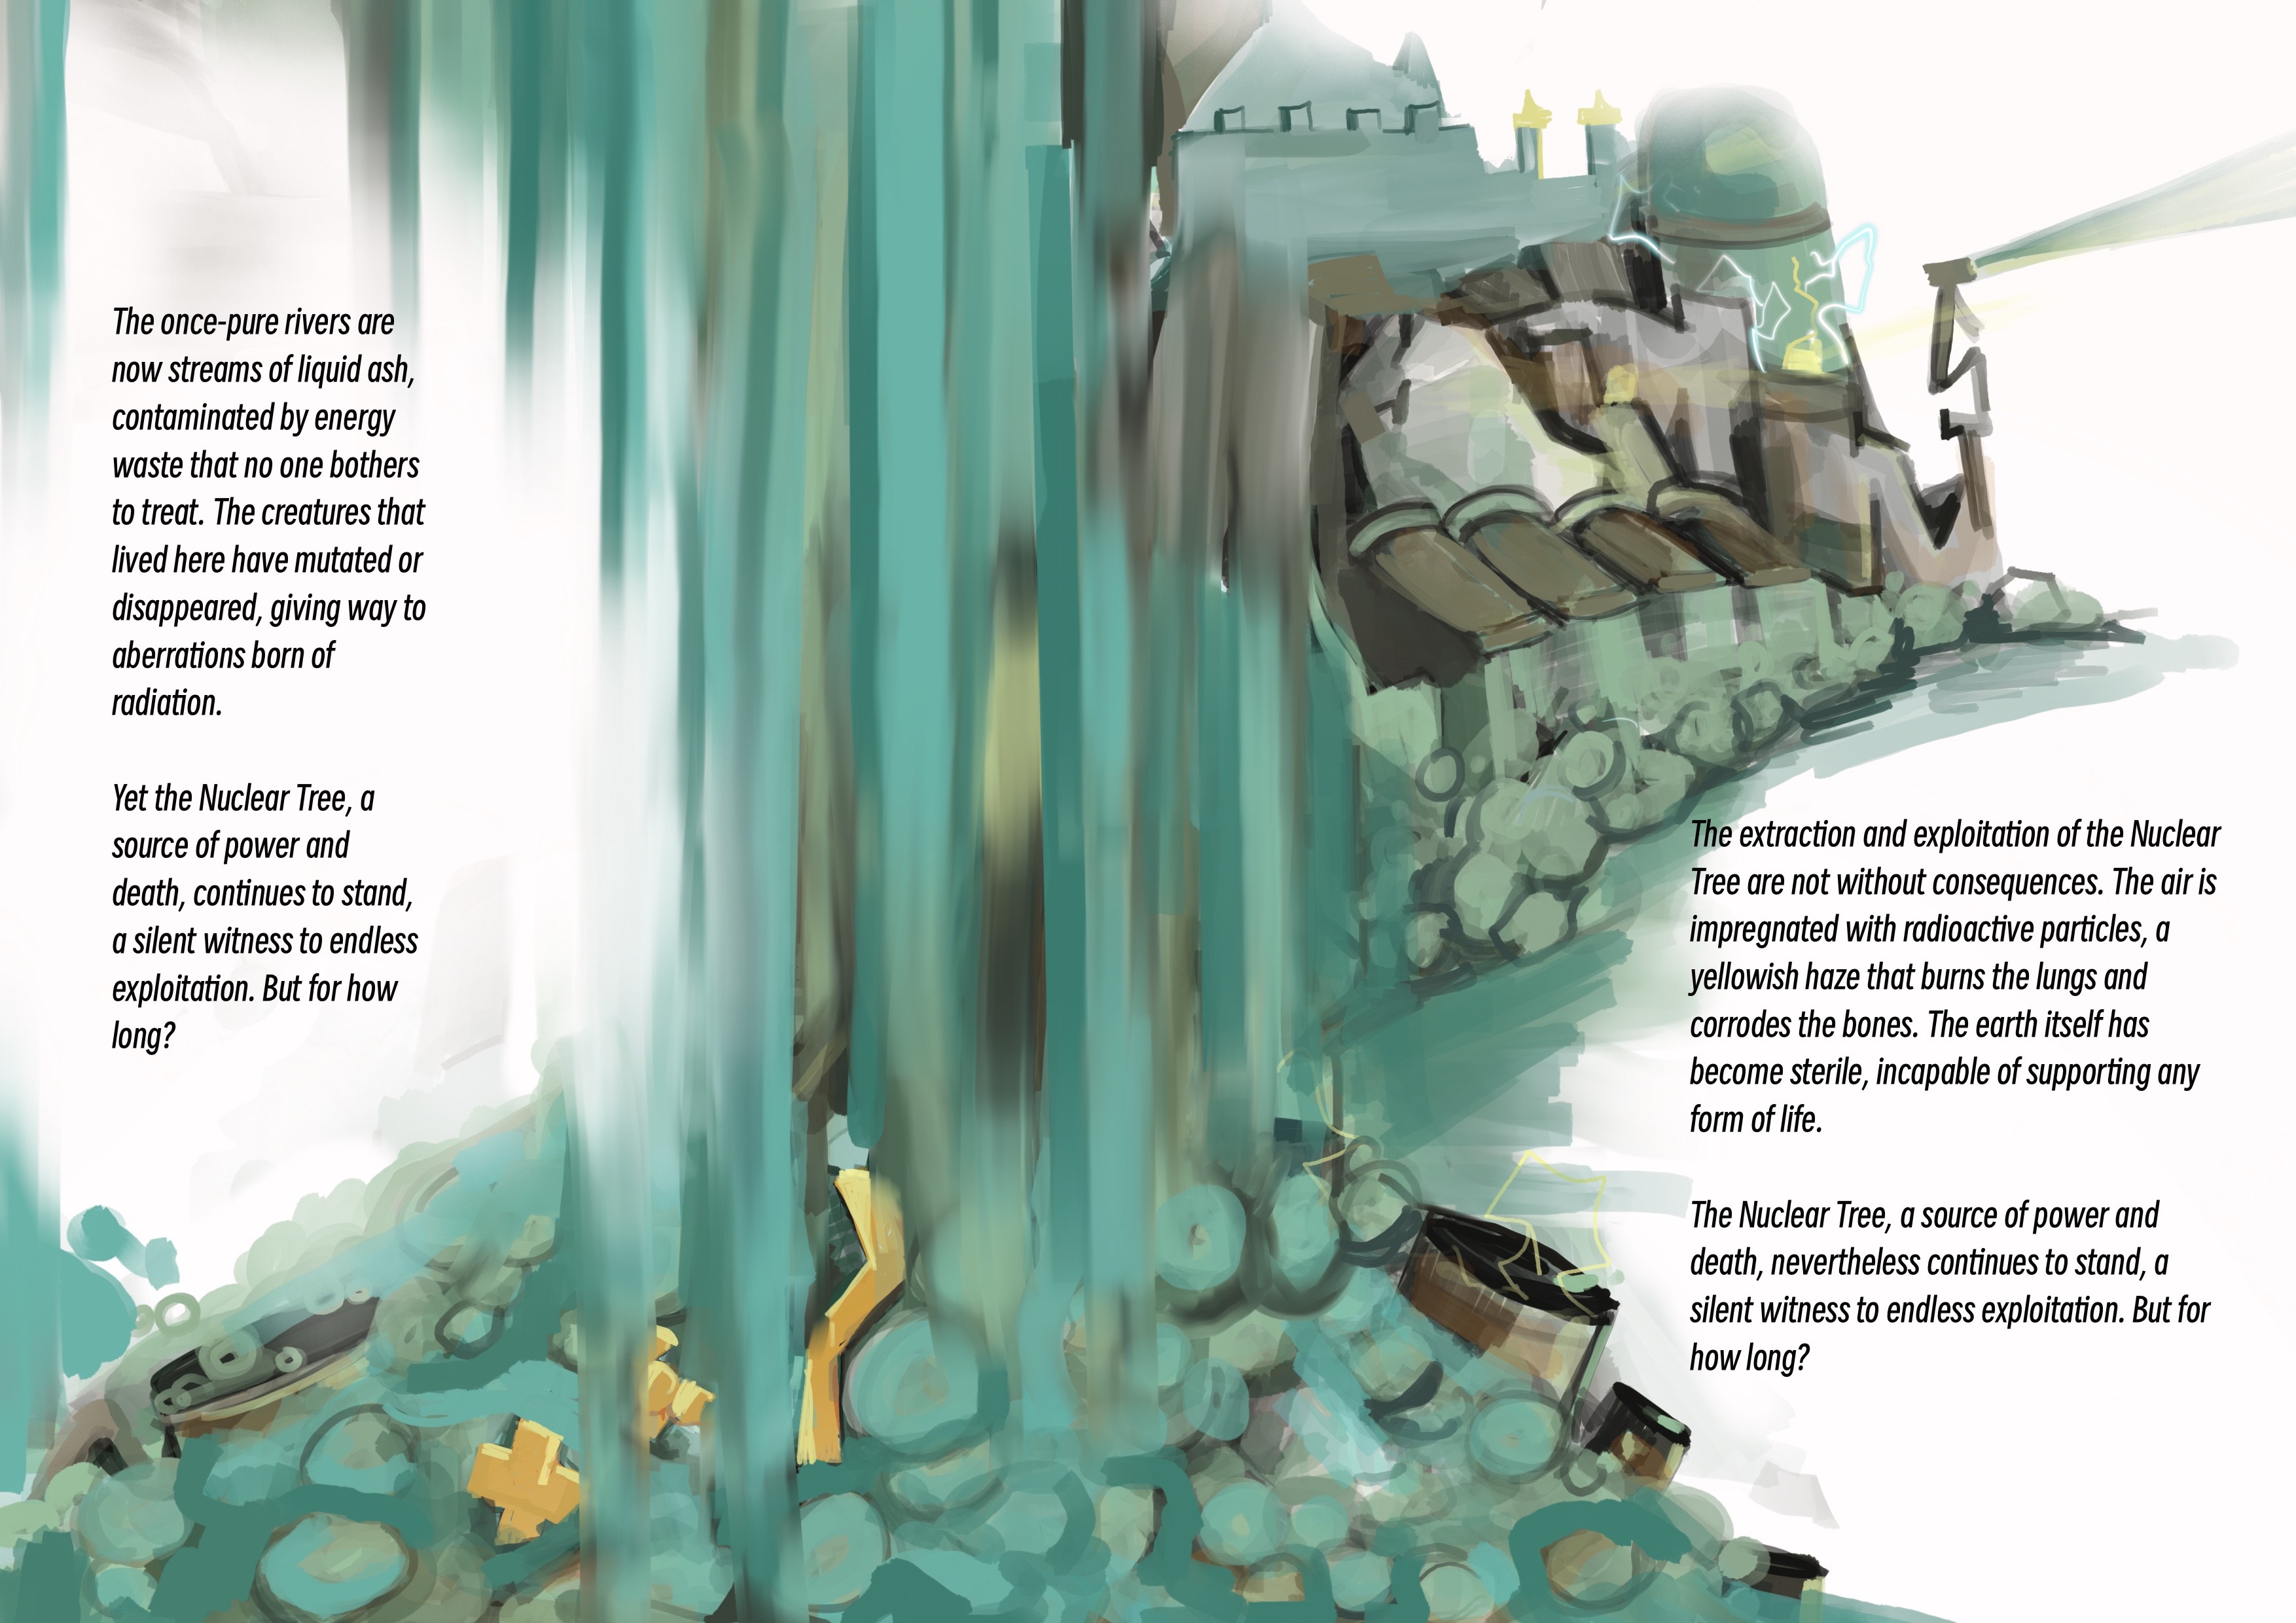 The once-pure rivers are
now streams of liquid ash,
contaminated by energy
waste that no one bothers
to treat. The creatures that
lived here have mutated or
disappeared, giving way to
aberrations born of
radiation.
Yet the Nuclear Tree, a
source of power and
death, continues to stand,
a silent witness to endless
exploitation. But for how
long?
The extraction and exploitation of the Nuclear
Tree are not without consequences. The air is
impregnated with radioactive particles, a
yellowish haze that burns the lungs and
corrodes the bones. The earth itself has
become sterile, incapable of supporting any
form of life.
The Nuclear Tree, a source of power and
death, nevertheless continues to stand, a
silent witness to endless exploitation. But for
how long?